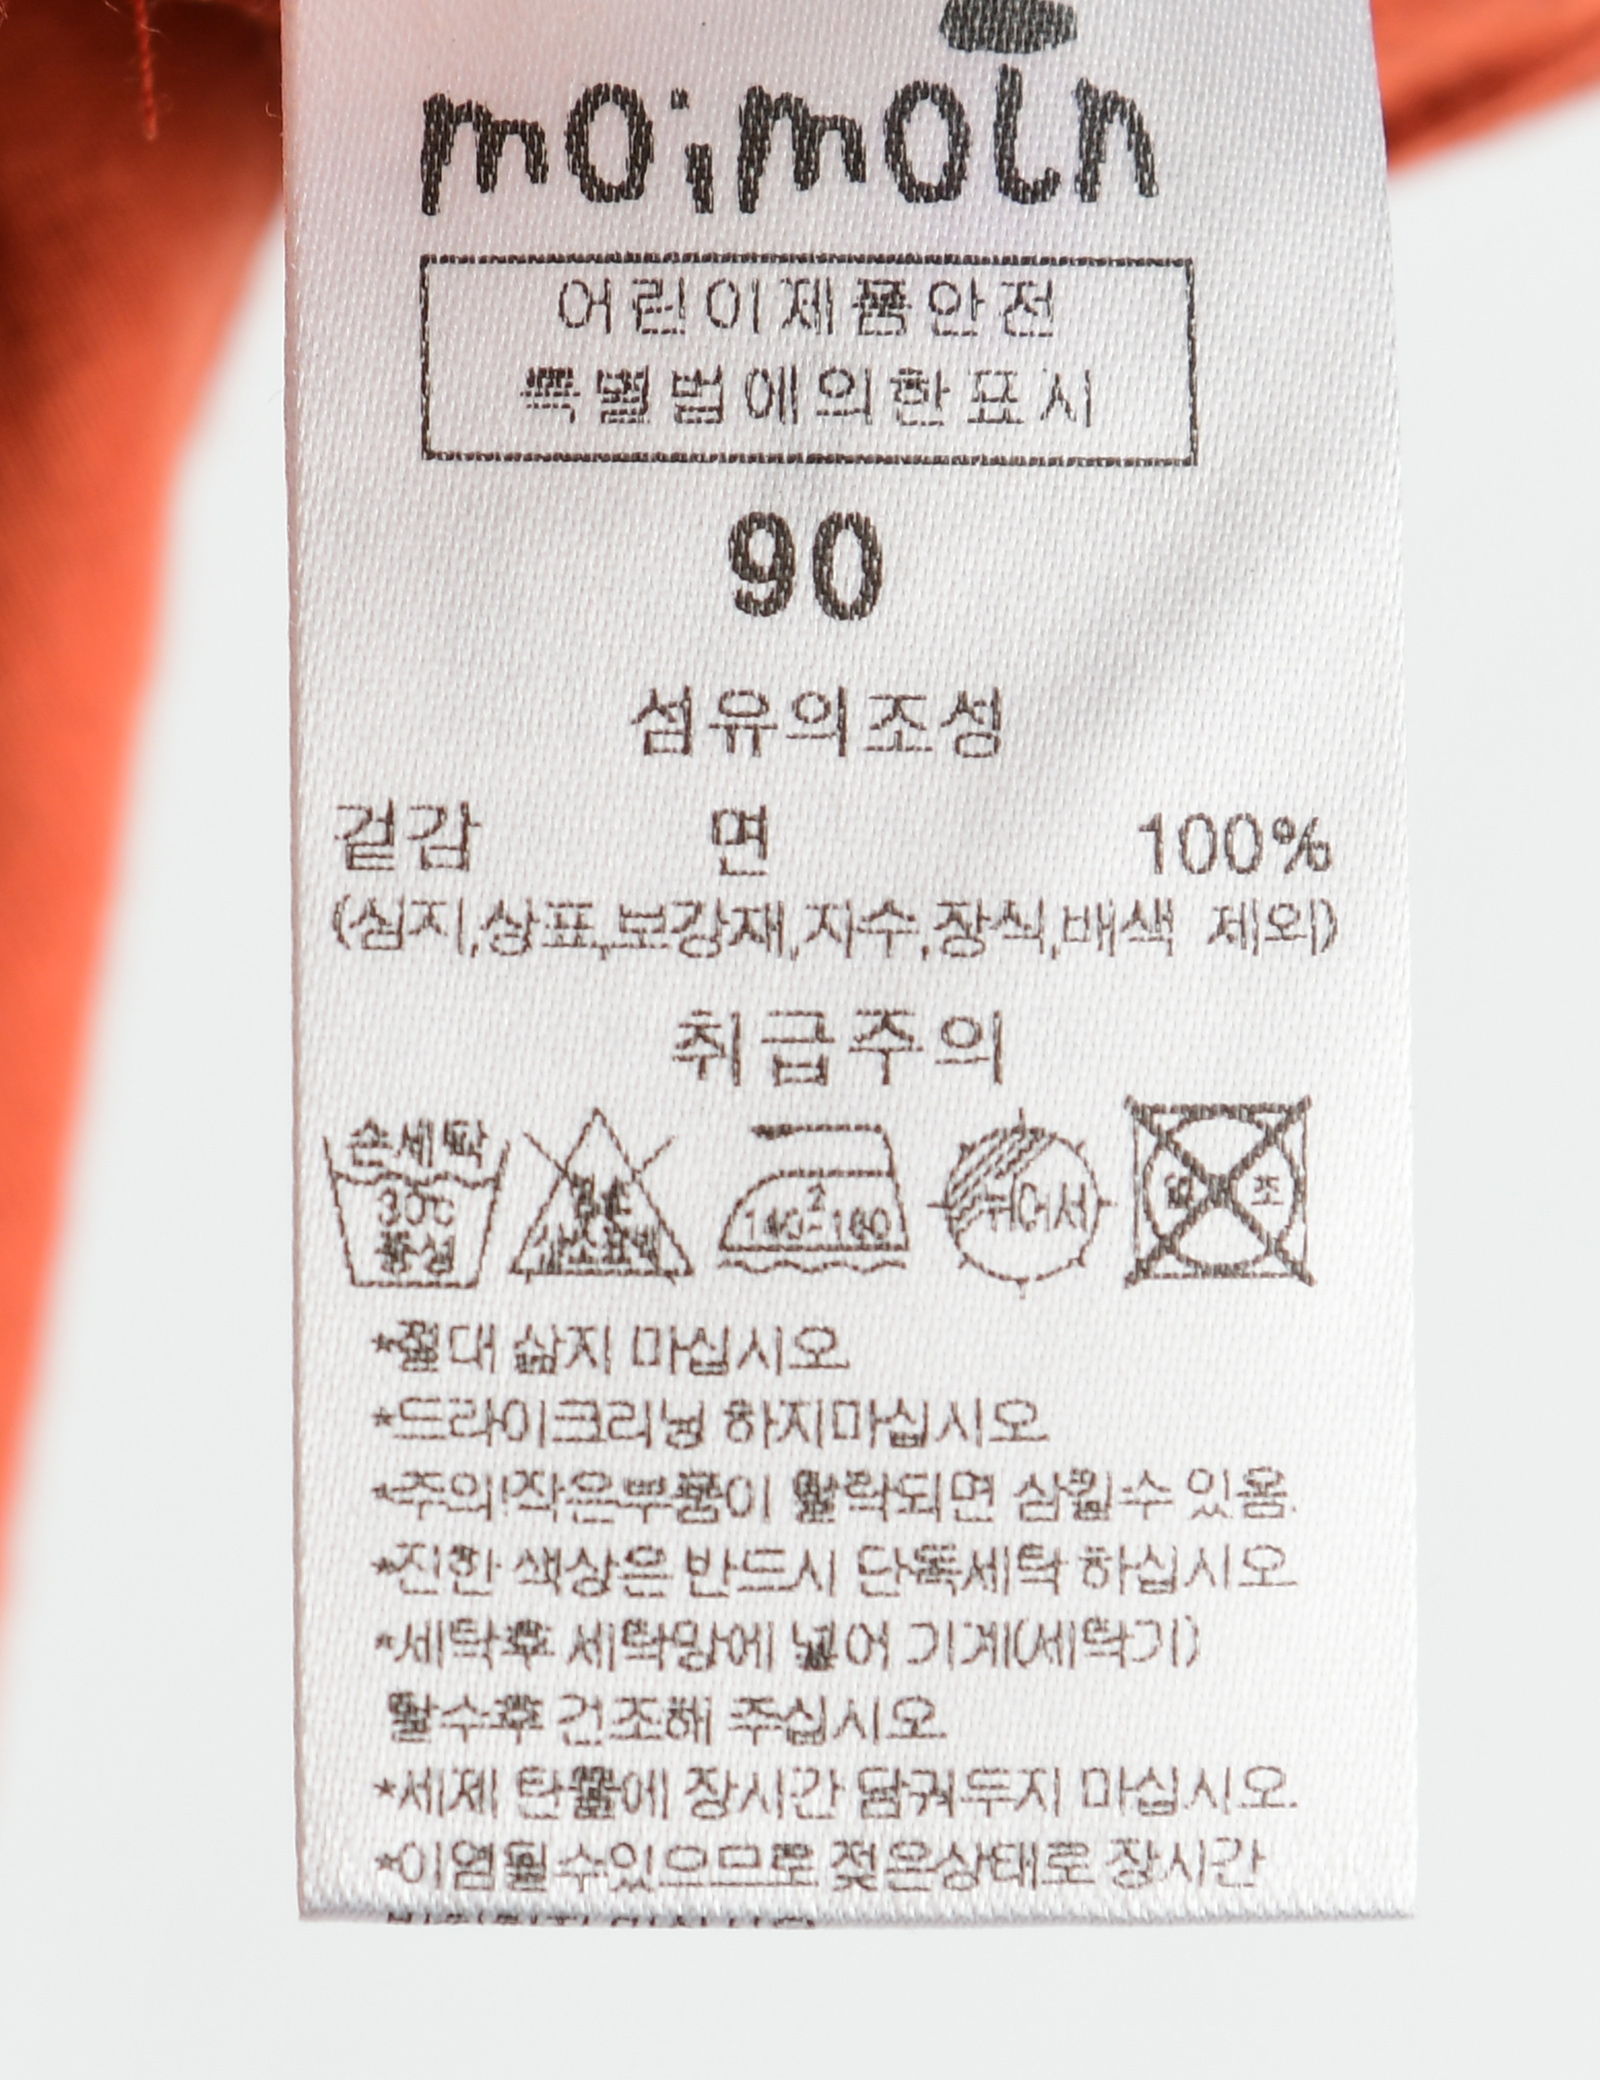 moimoln
어린이제품안전
특별법에의한표시
90
섬유의조성
겉감 면 100%
(심지,상표,보강재,자수,장식,배색 제외)
취급주의
손세탁
30℃
중성
염소
산소표백
2
140-160
뉘어서
*절대 삶지 마십시오
*드라이크리닝 하지마십시오
*주의!작은부품이 탈락되면 삼킬수 있음.
*진한 색상은 반드시 단독세탁 하십시오
*세탁후 세탁망에 넣어 기계(세탁기)
탈수후 건조해 주십시오.
*세제 탄물에 장시간 담궈두지 마십시오.
*이염될수있으므로 젖은상태로 장시간